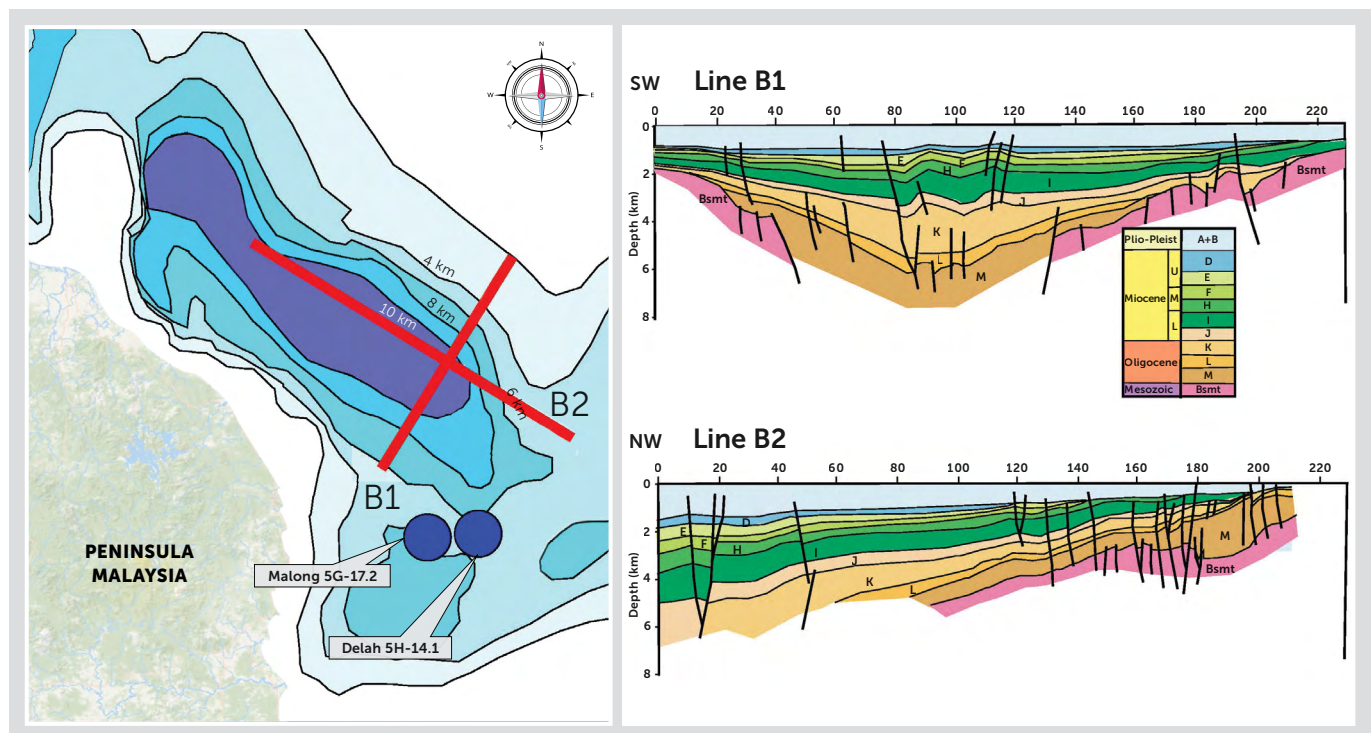 N
W
E
S
4 km
8 km
10 km
6 km
B2
B1
PENINSULA
MALAYSIA
Malong 5G-17.2
Delah 5H-14.1
SW Line B1
0 20 40 60 80 100 120 140 160 180 200 220
0
2
4
6
8
Depth (km)
E
F
H
I
J
K
L
M
Bsmt
Bsmt
Plio-Pleist A+B
Miocene U M L
D
E
F
H
I
J
Oligocene K
L
M
Mesozoic Bsmt
NW Line B2
0 20 40 60 80 100 120 140 160 180 200 220
0
2
4
6
8
Depth (km)
E
D
F
H
I
J
K
L
M
Bsmt